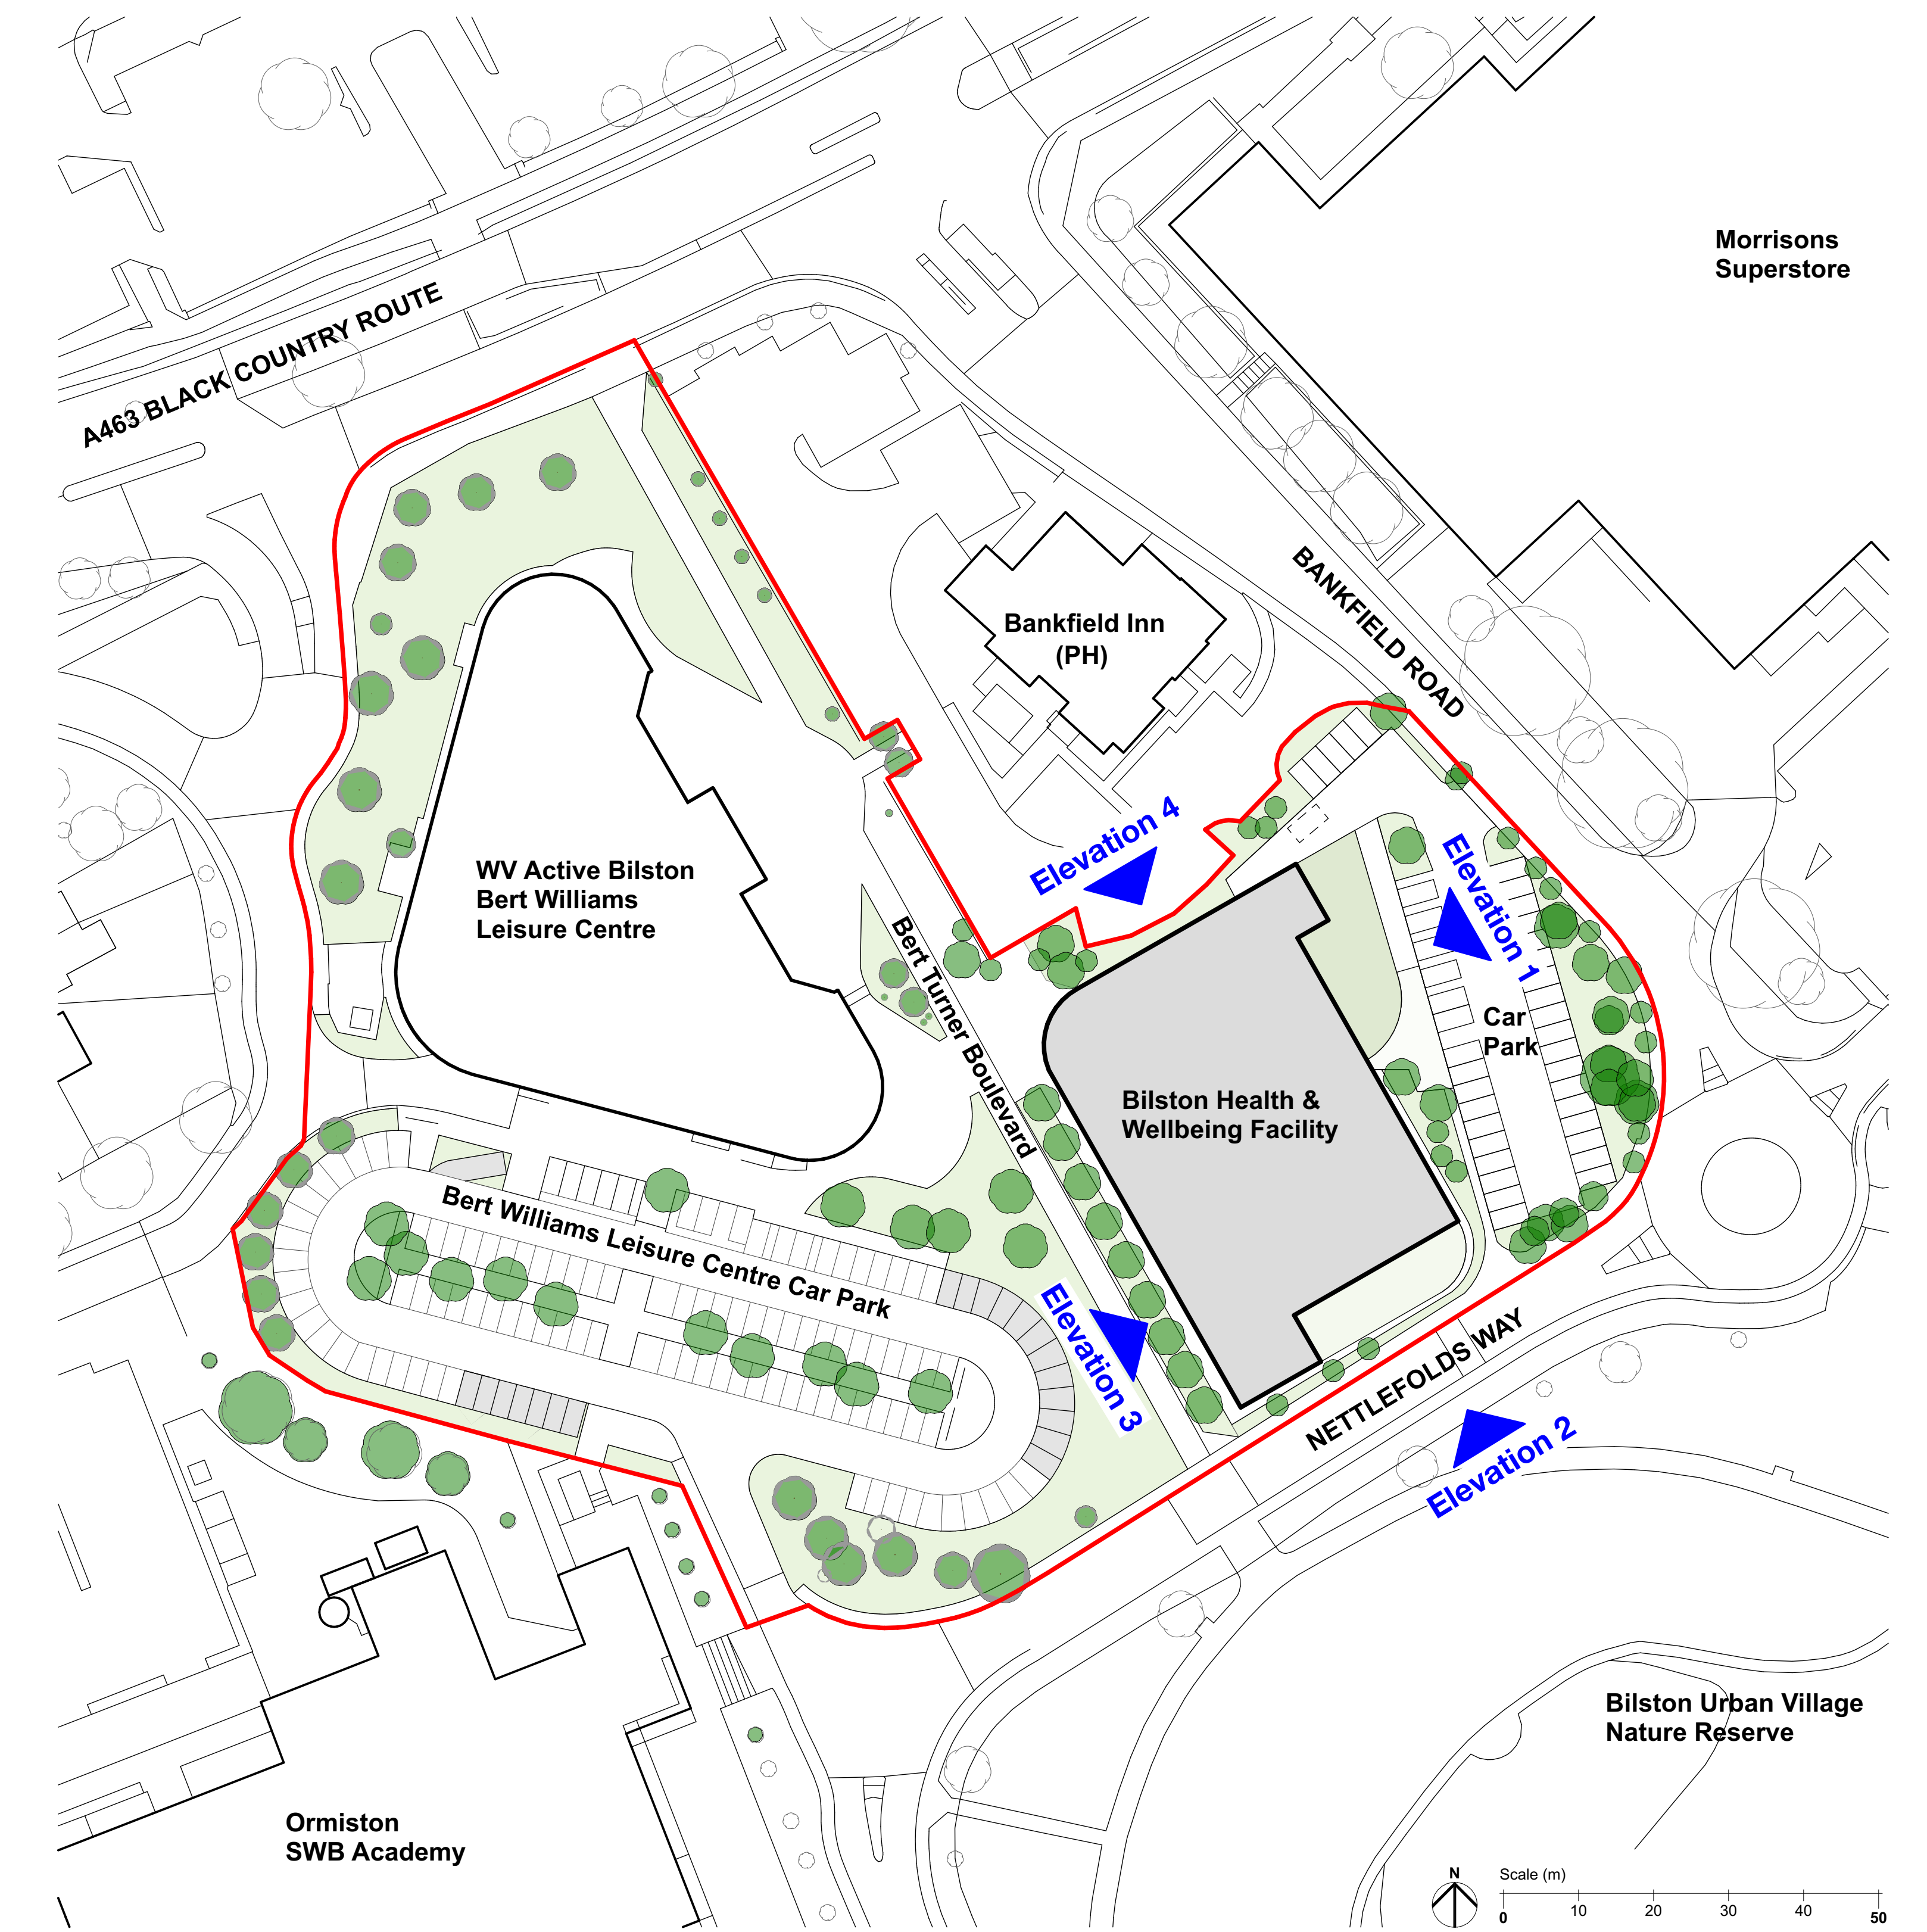 Morrisons
Superstore
A463 BLACK COUNTRY ROUTE
BANKFIELD ROAD
Bankfield Inn
(PH)
Elevation 4
Elevation 1
WV Active Bilston
Bert Williams
Leisure Centre
Bert Turner Boulevard
Car
Park
Bilston Health &
Wellbeing Facility
Bert Williams Leisure Centre Car Park
Elevation 3
NETTLEFOLDS WAY
Elevation 2
Bilston Urban Village
Nature Reserve
Ormiston
SWB Academy
N
Scale (m)
0 10 20 30 40 50